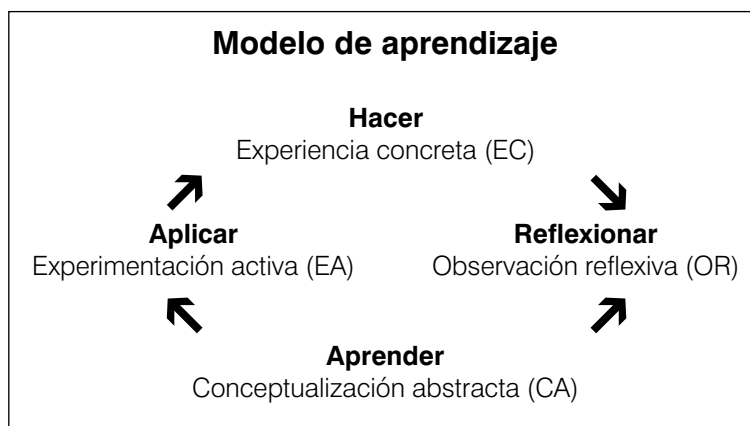 Modelo de aprendizaje
Hacer
Experiencia concreta (EC)
Aplicar
Experimentación activa (EA)
Reflexionar
Observación reflexiva (OR)
Aprender
Conceptualización abstracta (CA)